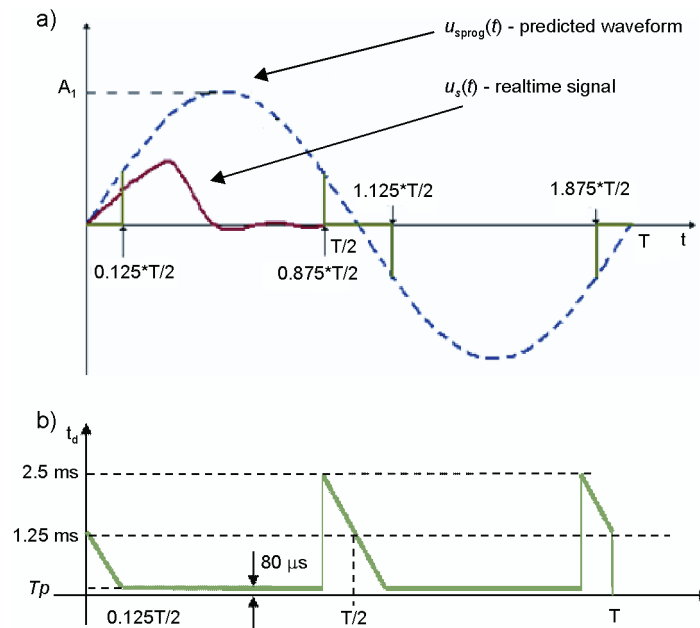 a)
u_sprog(t) - predicted waveform
A1
u_s(t) - realtime signal
1.125*T/2
1.875*T/2
T/2
T
t
0.125*T/2
0.875*T/2
b)
t_d
2.5 ms
1.25 ms
80 µs
Tp
0.125T/2
T/2
T